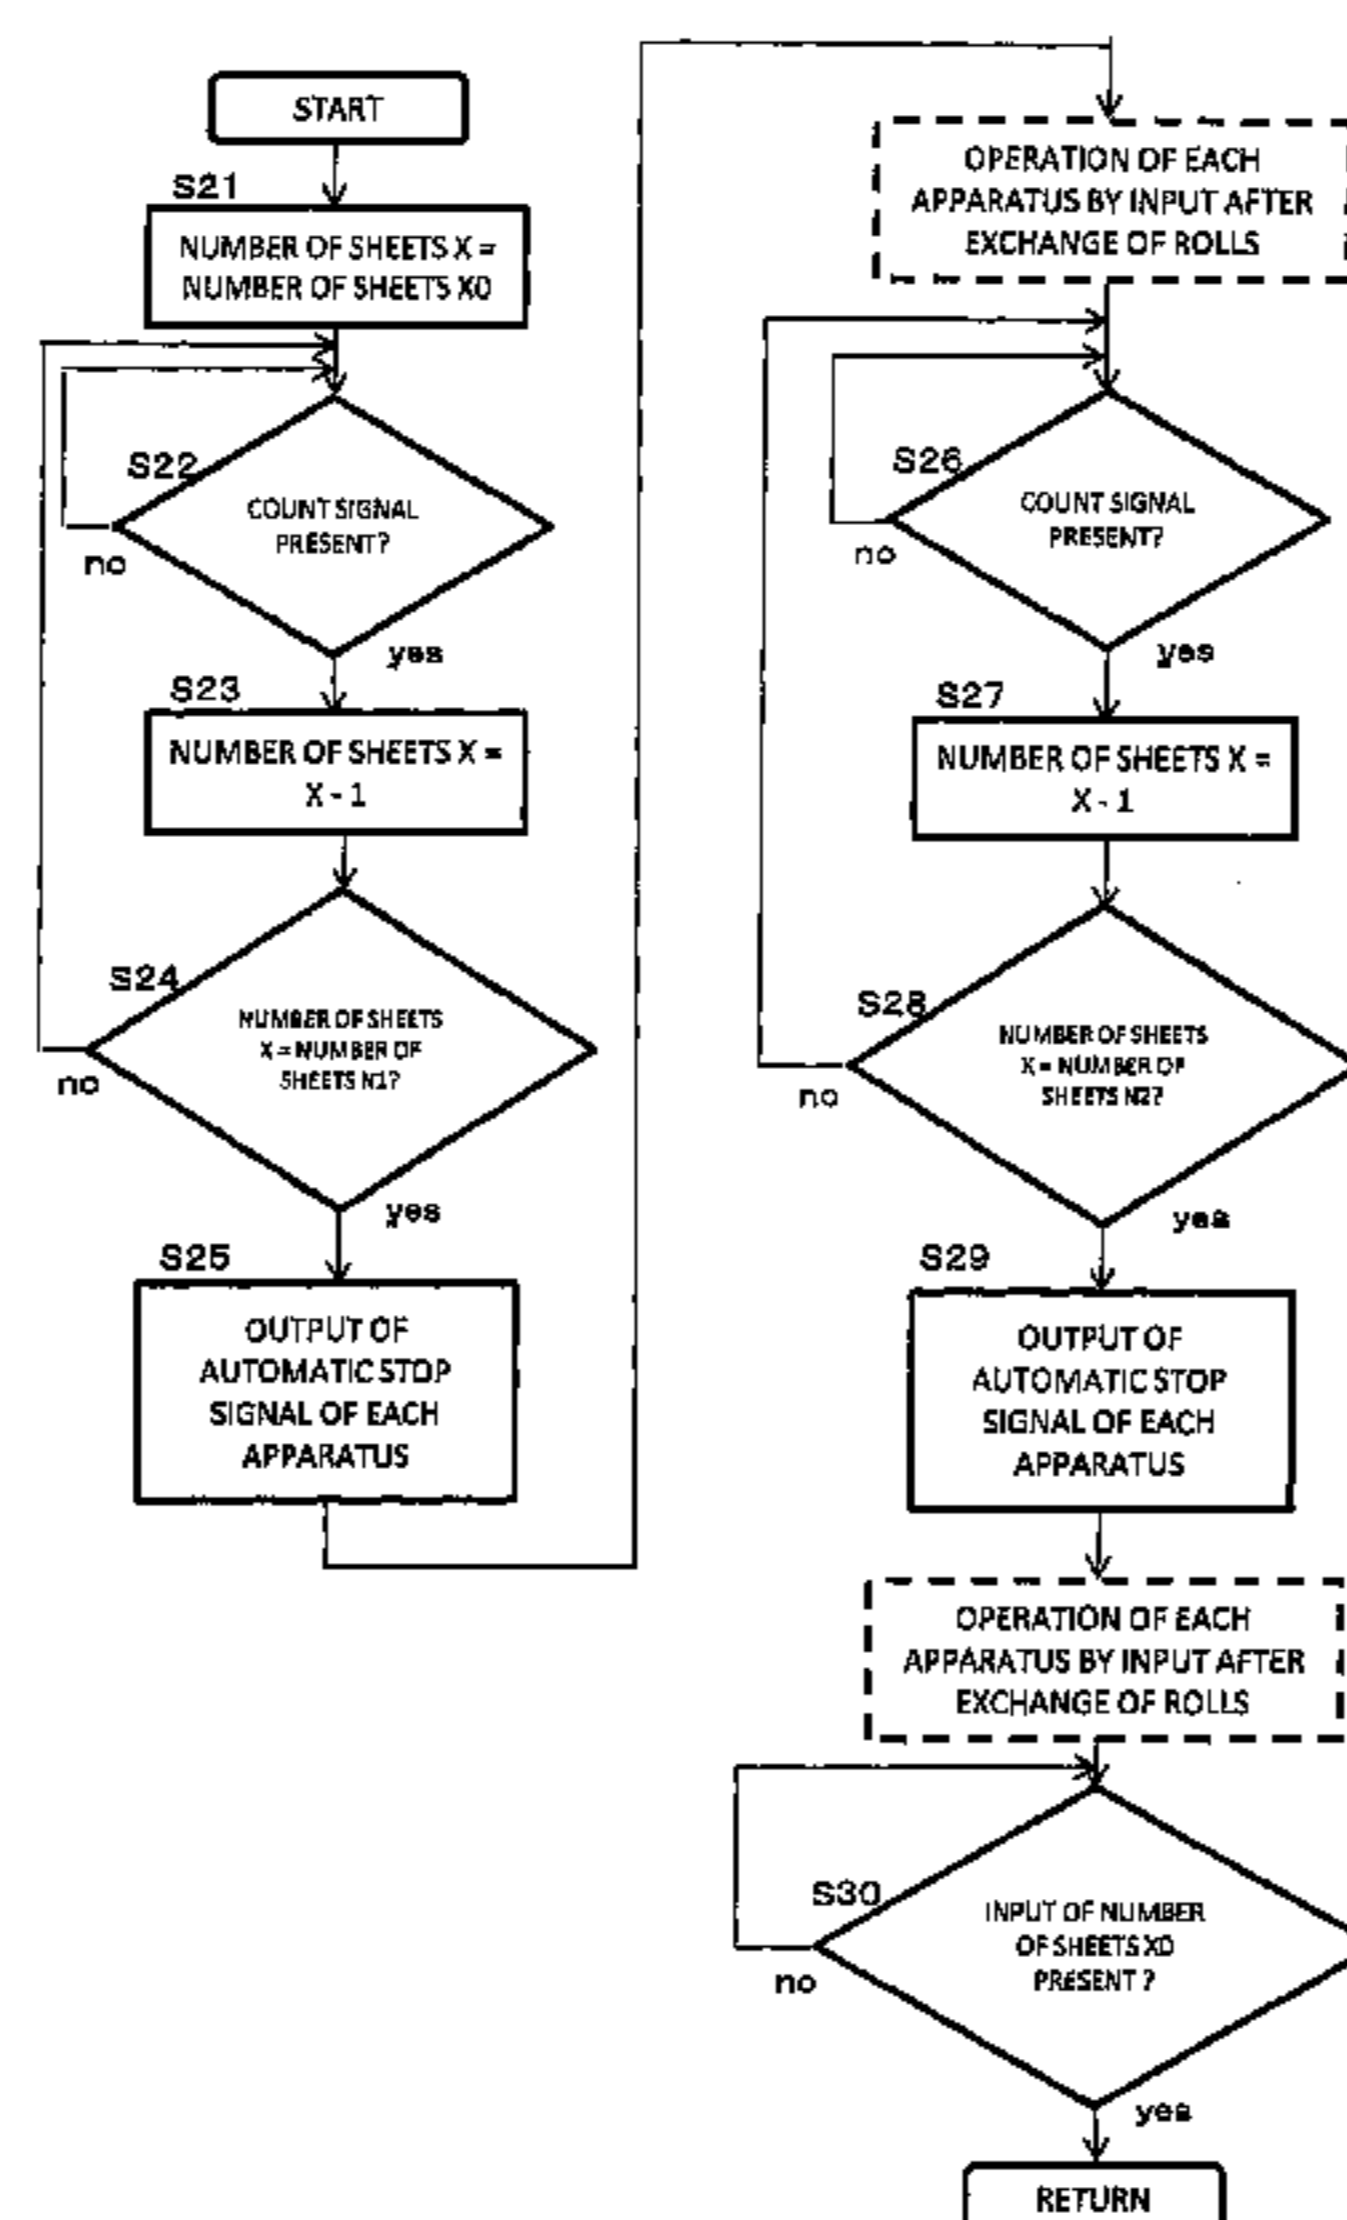 START
S21
NUMBER OF SHEETS X =
NUMBER OF SHEETS X0
S22
COUNT SIGNAL
PRESENT?
no
yes
S23
NUMBER OF SHEETS X =
X - 1
S24
NUMBER OF SHEETS
X = NUMBER OF
SHEETS N1?
no
yes
S25
OUTPUT OF
AUTOMATIC STOP
SIGNAL OF EACH
APPARATUS
OPERATION OF EACH
APPARATUS BY INPUT AFTER
EXCHANGE OF ROLLS
S26
COUNT SIGNAL
PRESENT?
no
yes
S27
NUMBER OF SHEETS X =
X - 1
S28
NUMBER OF SHEETS
X = NUMBER OF
SHEETS N2?
no
yes
S29
OUTPUT OF
AUTOMATIC STOP
SIGNAL OF EACH
APPARATUS
OPERATION OF EACH
APPARATUS BY INPUT AFTER
EXCHANGE OF ROLLS
S30
INPUT OF NUMBER
OF SHEETS X0
PRESENT ?
no
yes
RETURN